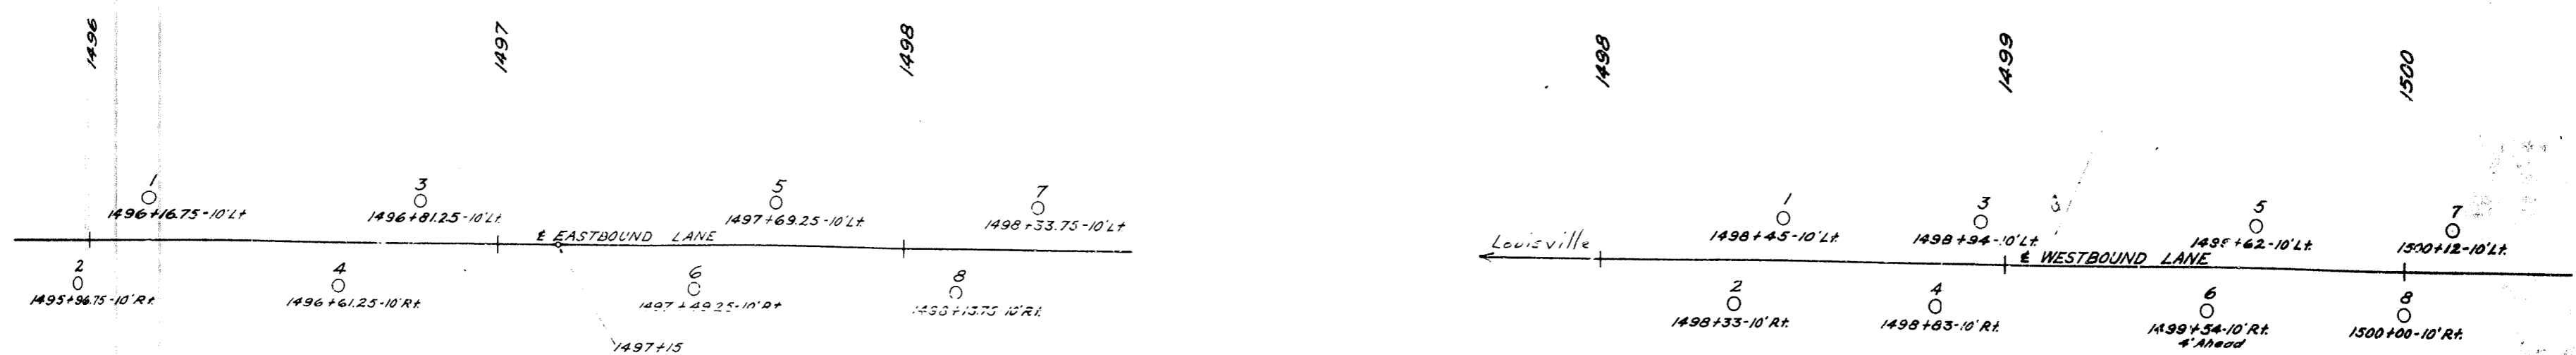 1496
1497
1498
1
1496+16.75-10'Lt
3
1496+81.25-10'Lt
5
1497+69.25-10'Lt
7
1498+33.75-10'Lt
℄ EASTBOUND LANE
2
1495+96.75-10'Rt.
4
1496+61.25-10'Rt.
6
1497+49.25-10'Rt
8
1498+13.75 10'Rt.
1497+15
1498
1499
1500
1
1498+45-10'Lt.
3
1498+94-10'Lt
5
1499+62-10'Lt.
7
1500+12-10'Lt.
Louisville
℄ WESTBOUND LANE
2
1498+33-10'Rt.
4
1498+83-10'Rt.
6
1499+54-10'Rt.
4' Ahead
8
1500+00-10'Rt.